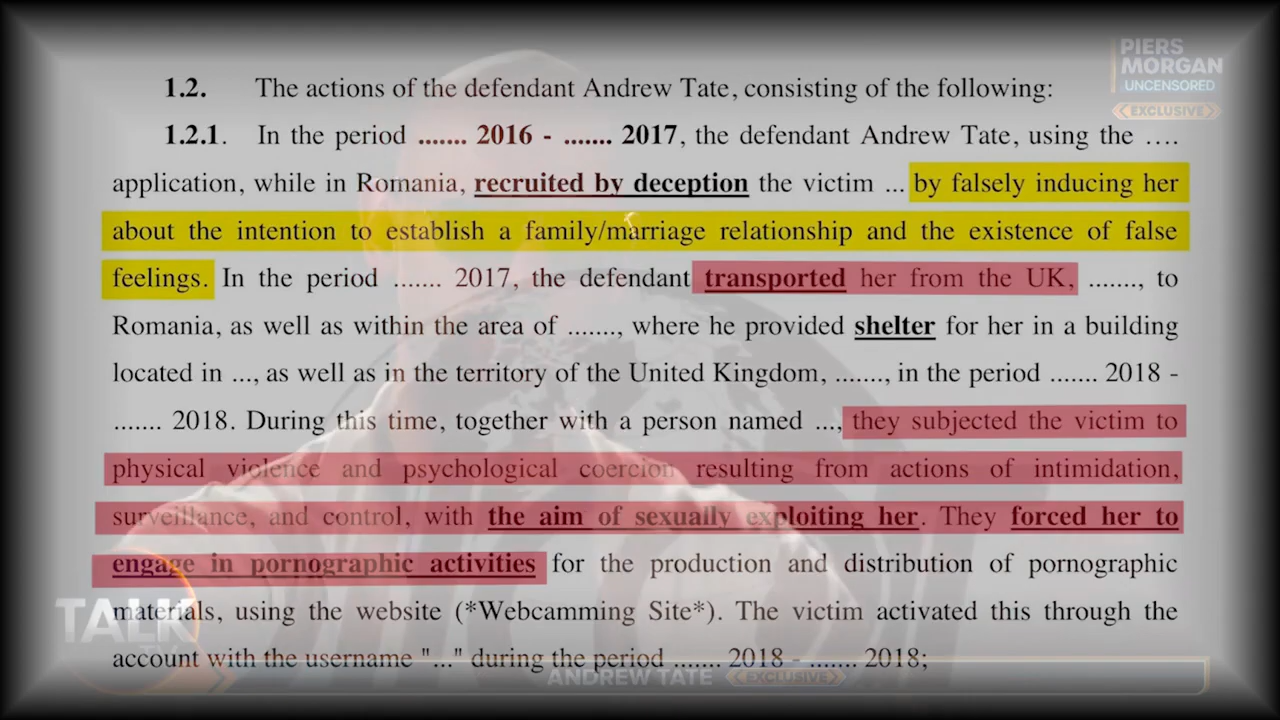 PIERS
MORGAN
UNCENSORED
EXCLUSIVE
1.2. The actions of the defendant Andrew Tate, consisting of the following:
1.2.1. In the period ....... 2016 - ....... 2017, the defendant Andrew Tate, using the ....
application, while in Romania, recruited by deception the victim ... by falsely inducing her
about the intention to establish a family/marriage relationship and the existence of false
feelings. In the period ....... 2017, the defendant transported her from the UK, ......., to
Romania, as well as within the area of ......., where he provided shelter for her in a building
located in ..., as well as in the territory of the United Kingdom, ......., in the period ....... 2018 -
....... 2018. During this time, together with a person named ..., they subjected the victim to
physical violence and psychological coercion resulting from actions of intimidation,
surveillance, and control, with the aim of sexually exploiting her. They forced her to
engage in pornographic activities for the production and distribution of pornographic
materials, using the website (*Webcamming Site*). The victim activated this through the
account with the username "..." during the period ....... 2018 - ....... 2018;
TALK
TV
ANDREW TATE EXCLUSIVE